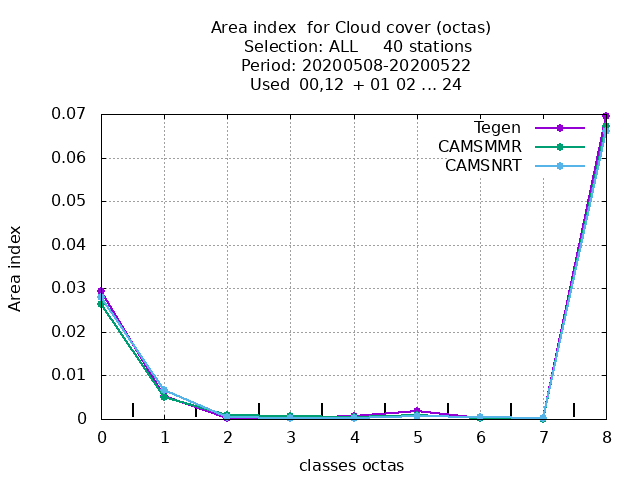 Area index  for Cloud cover (octas)
Selection: ALL     40 stations
Period: 20200508-20200522
Used  00,12  + 01 02 ... 24
0.07
0.06
0.05
0.04
0.03
0.02
0.01
0
Area index
Tegen
CAMSMMR
CAMSNRT
0 1 2 3 4 5 6 7 8
classes octas